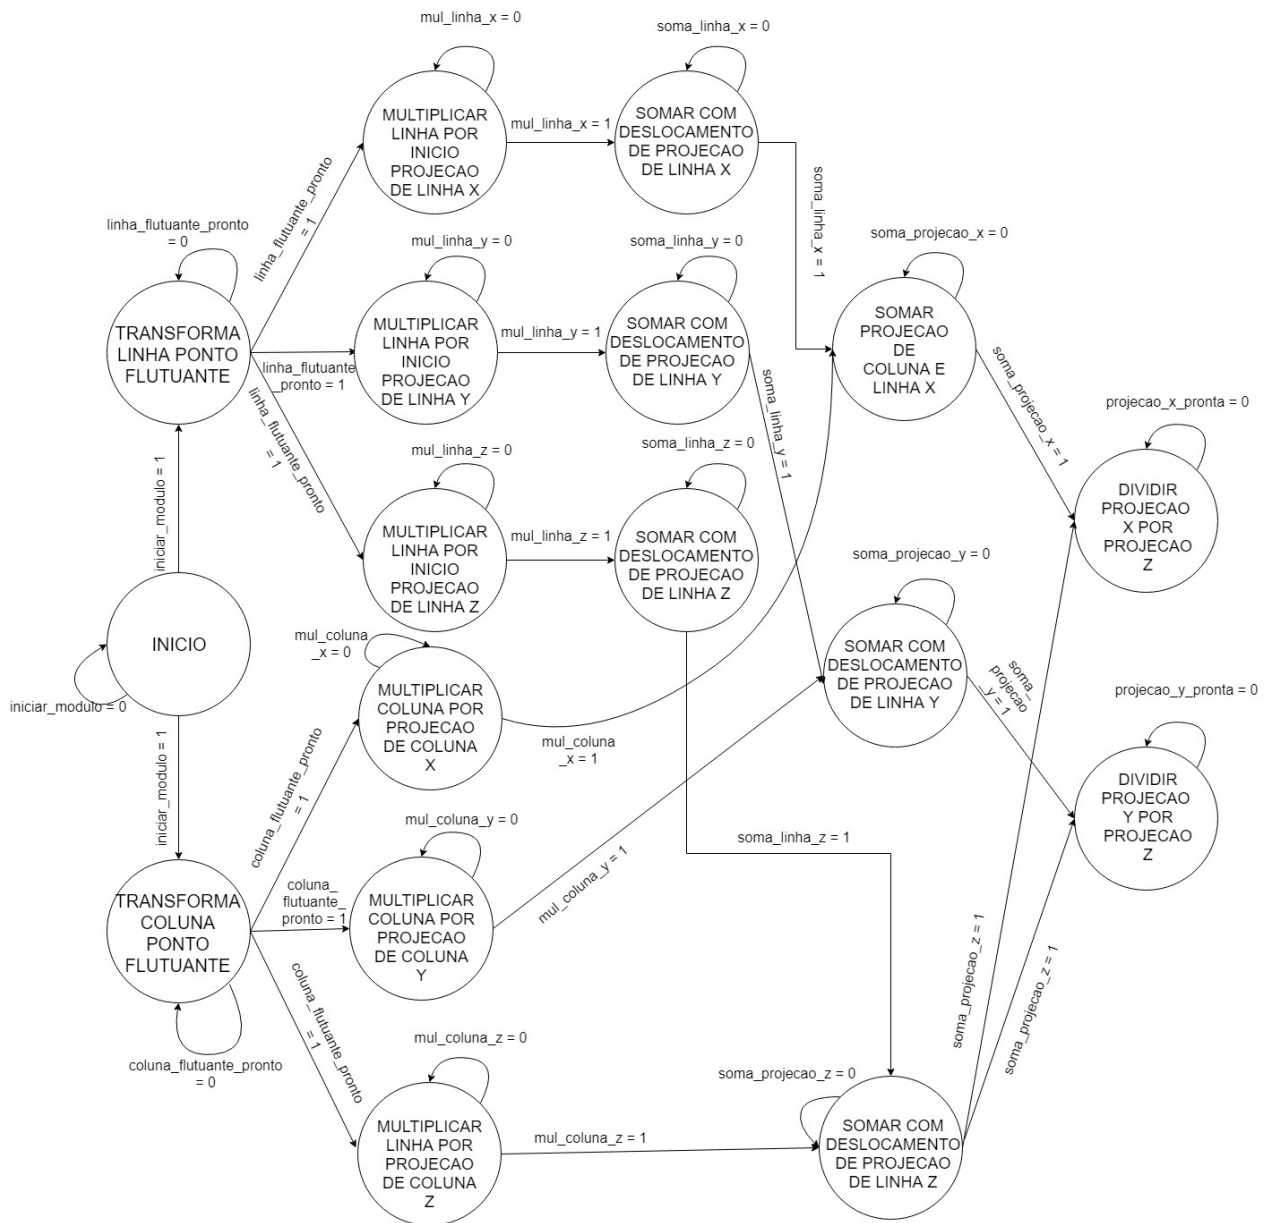 mul_linha_x = 0
soma_linha_x = 0
MULTIPLICAR
LINHA POR
INICIO
PROJECAO
DE LINHA X
mul_linha_x = 1
SOMAR COM
DESLOCAMENTO
DE PROJECAO
DE LINHA X
soma_linha_x = 1
linha_flutuante_pronto
= 1
linha_flutuante_pronto
= 0
mul_linha_y = 0
soma_linha_y = 0
soma_projecao_x = 0
TRANSFORMA
LINHA PONTO
FLUTUANTE
linha_flutuante
_pronto = 1
MULTIPLICAR
LINHA POR
INICIO
PROJECAO
DE LINHA Y
mul_linha_y = 1
SOMAR COM
DESLOCAMENTO
DE PROJECAO
DE LINHA Y
soma_linha_y = 1
SOMAR
PROJECAO
DE
COLUNA E
LINHA X
soma_projecao_x = 1
linha_flutuante_pronto
= 1
mul_linha_z = 0
soma_linha_z = 0
projecao_x_pronta = 0
iniciar_modulo = 1
MULTIPLICAR
LINHA POR
INICIO
PROJECAO
DE LINHA Z
mul_linha_z = 1
SOMAR COM
DESLOCAMENTO
DE PROJECAO
DE LINHA Z
DIVIDIR
PROJECAO
X POR
PROJECAO
Z
soma_projecao_y = 0
INICIO
iniciar_modulo = 0
mul_coluna
_x = 0
MULTIPLICAR
COLUNA POR
PROJECAO
DE COLUNA
X
mul_coluna
_x = 1
SOMAR COM
DESLOCAMENTO
DE PROJECAO
DE LINHA Y
soma_
projecao
_y = 1
projecao_y_pronta = 0
iniciar_modulo = 1
coluna_flutuante_pronto
= 1
DIVIDIR
PROJECAO
Y POR
PROJECAO
Z
mul_coluna_y = 0
soma_linha_z = 1
TRANSFORMA
COLUNA
PONTO
FLUTUANTE
coluna_
flutuante_
pronto = 1
MULTIPLICAR
COLUNA POR
PROJECAO
DE COLUNA
Y
mul_coluna_y = 1
soma_projecao_z = 1
soma_projecao_z = 1
coluna_flutuante_pronto
= 1
coluna_flutuante_pronto
= 0
mul_coluna_z = 0
soma_projecao_z = 0
MULTIPLICAR
LINHA POR
PROJECAO
DE COLUNA
Z
mul_coluna_z = 1
SOMAR COM
DESLOCAMENTO
DE PROJECAO
DE LINHA Z